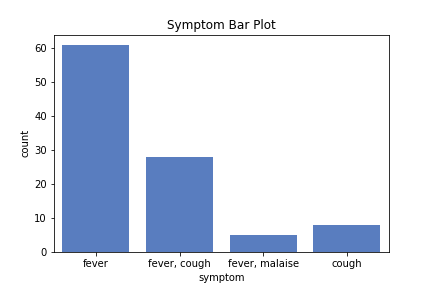 Symptom Bar Plot
60
50
40
30
20
10
0
count
fever
fever, cough
fever, malaise
cough
symptom